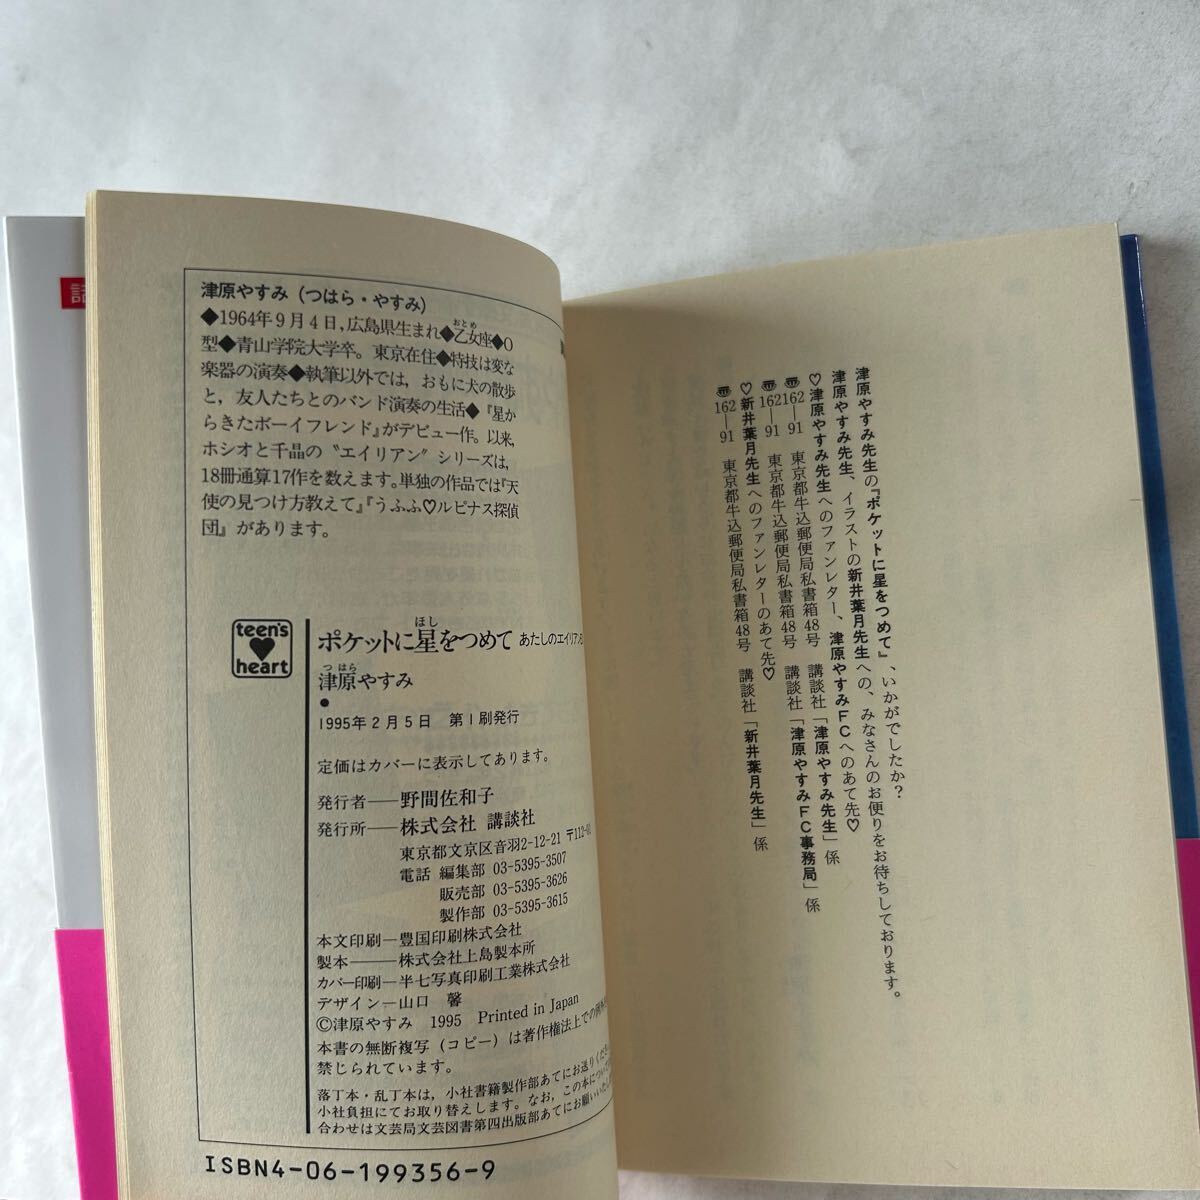 津原やすみ先生の『ポケットに星をつめて』、いかがでしたか?
津原やすみ先生、イラストの新井葉月先生への、みなさんのお便りをお待ちしております。
♡津原やすみ先生へのファンレター、津原やすみFCへのあて先♡
〠162―91 東京都牛込郵便局私書箱48号 講談社「津原やすみ先生」係
〠162―91 東京都牛込郵便局私書箱48号 講談社「津原やすみFC事務局」係
♡新井葉月先生へのファンレターのあて先♡
〠162―91 東京都牛込郵便局私書箱48号 講談社「新井葉月先生」係
津原やすみ(つはら・やすみ)
◆1964年9月4日,広島県生まれ◆乙女座◆O
型◆青山学院大学卒。東京在住◆特技は変な
楽器の演奏◆執筆以外では,おもに犬の散歩
と,友人たちとのバンド演奏の生活◆『星か
らきたボーイフレンド』がデビュー作。以来,
ホシオと千晶の〝エイリアン〟シリーズは,
18冊通算17作を数えます。単独の作品では『天
使の見つけ方教えて』『うふふ♡ルピナス探偵
団』があります。
teen's
heart
ポケットに星をつめて あたしのエイリアン
津原やすみ
●
1995年2月5日 第1刷発行
定価はカバーに表示してあります。
発行者―野間佐和子
発行所―株式会社 講談社
東京都文京区音羽2-12-21 〒112-01
電話 編集部 03-5395-3507
販売部 03-5395-3626
製作部 03-5395-3615
本文印刷―豊国印刷株式会社
製本―――株式会社上島製本所
カバー印刷―半七写真印刷工業株式会社
デザイン―山口 馨
©津原やすみ 1995 Printed in Japan
本書の無断複写(コピー)は著作権法上での例外
禁じられています。
落丁本・乱丁本は,小社書籍製作部あてにお送りくださ
小社負担にてお取り替えします。なお,この本について
合わせは文芸局文芸図書第四出版部あてにお願いいたし
ISBN4-06-199356-9